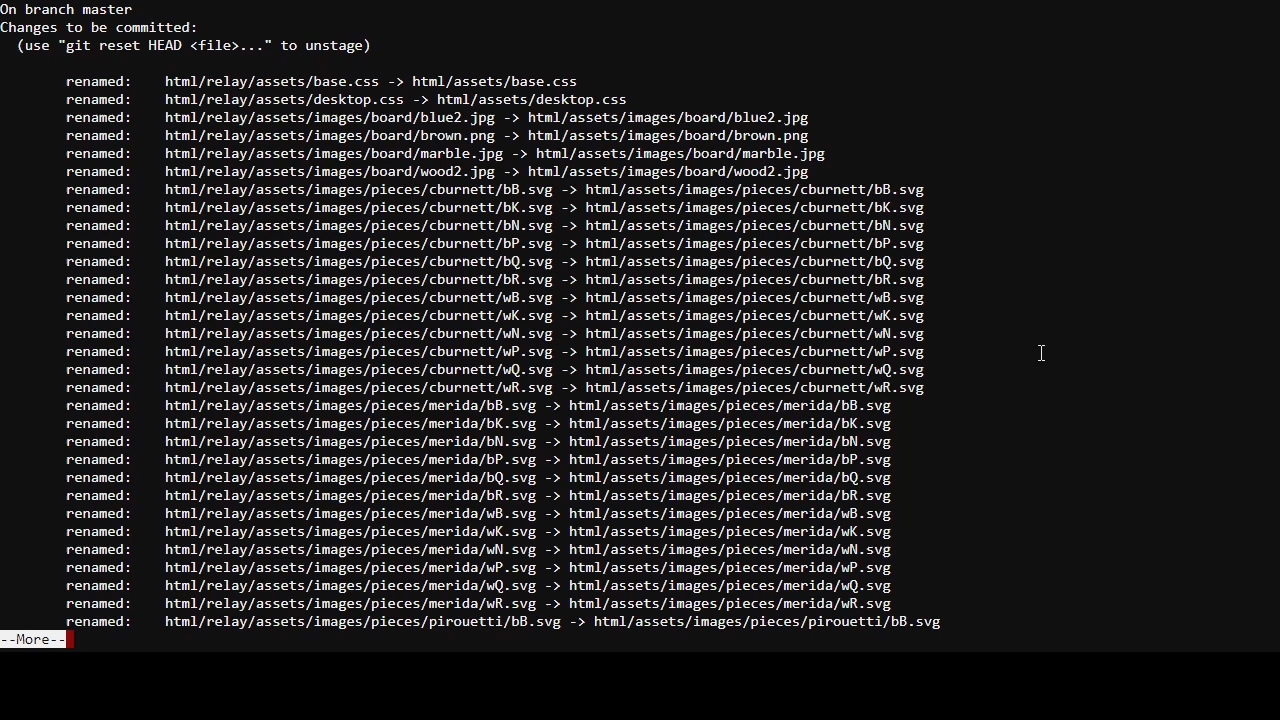 On branch master
Changes to be committed:
  (use "git reset HEAD <file>..." to unstage)

        renamed:    html/relay/assets/base.css -> html/assets/base.css
        renamed:    html/relay/assets/desktop.css -> html/assets/desktop.css
        renamed:    html/relay/assets/images/board/blue2.jpg -> html/assets/images/board/blue2.jpg
        renamed:    html/relay/assets/images/board/brown.png -> html/assets/images/board/brown.png
        renamed:    html/relay/assets/images/board/marble.jpg -> html/assets/images/board/marble.jpg
        renamed:    html/relay/assets/images/board/wood2.jpg -> html/assets/images/board/wood2.jpg
        renamed:    html/relay/assets/images/pieces/cburnett/bB.svg -> html/assets/images/pieces/cburnett/bB.svg
        renamed:    html/relay/assets/images/pieces/cburnett/bK.svg -> html/assets/images/pieces/cburnett/bK.svg
        renamed:    html/relay/assets/images/pieces/cburnett/bN.svg -> html/assets/images/pieces/cburnett/bN.svg
        renamed:    html/relay/assets/images/pieces/cburnett/bP.svg -> html/assets/images/pieces/cburnett/bP.svg
        renamed:    html/relay/assets/images/pieces/cburnett/bQ.svg -> html/assets/images/pieces/cburnett/bQ.svg
        renamed:    html/relay/assets/images/pieces/cburnett/bR.svg -> html/assets/images/pieces/cburnett/bR.svg
        renamed:    html/relay/assets/images/pieces/cburnett/wB.svg -> html/assets/images/pieces/cburnett/wB.svg
        renamed:    html/relay/assets/images/pieces/cburnett/wK.svg -> html/assets/images/pieces/cburnett/wK.svg
        renamed:    html/relay/assets/images/pieces/cburnett/wN.svg -> html/assets/images/pieces/cburnett/wN.svg
        renamed:    html/relay/assets/images/pieces/cburnett/wP.svg -> html/assets/images/pieces/cburnett/wP.svg
        renamed:    html/relay/assets/images/pieces/cburnett/wQ.svg -> html/assets/images/pieces/cburnett/wQ.svg
        renamed:    html/relay/assets/images/pieces/cburnett/wR.svg -> html/assets/images/pieces/cburnett/wR.svg
        renamed:    html/relay/assets/images/pieces/merida/bB.svg -> html/assets/images/pieces/merida/bB.svg
        renamed:    html/relay/assets/images/pieces/merida/bK.svg -> html/assets/images/pieces/merida/bK.svg
        renamed:    html/relay/assets/images/pieces/merida/bN.svg -> html/assets/images/pieces/merida/bN.svg
        renamed:    html/relay/assets/images/pieces/merida/bP.svg -> html/assets/images/pieces/merida/bP.svg
        renamed:    html/relay/assets/images/pieces/merida/bQ.svg -> html/assets/images/pieces/merida/bQ.svg
        renamed:    html/relay/assets/images/pieces/merida/bR.svg -> html/assets/images/pieces/merida/bR.svg
        renamed:    html/relay/assets/images/pieces/merida/wB.svg -> html/assets/images/pieces/merida/wB.svg
        renamed:    html/relay/assets/images/pieces/merida/wK.svg -> html/assets/images/pieces/merida/wK.svg
        renamed:    html/relay/assets/images/pieces/merida/wN.svg -> html/assets/images/pieces/merida/wN.svg
        renamed:    html/relay/assets/images/pieces/merida/wP.svg -> html/assets/images/pieces/merida/wP.svg
        renamed:    html/relay/assets/images/pieces/merida/wQ.svg -> html/assets/images/pieces/merida/wQ.svg
        renamed:    html/relay/assets/images/pieces/merida/wR.svg -> html/assets/images/pieces/merida/wR.svg
        renamed:    html/relay/assets/images/pieces/pirouetti/bB.svg -> html/assets/images/pieces/pirouetti/bB.svg
--More--